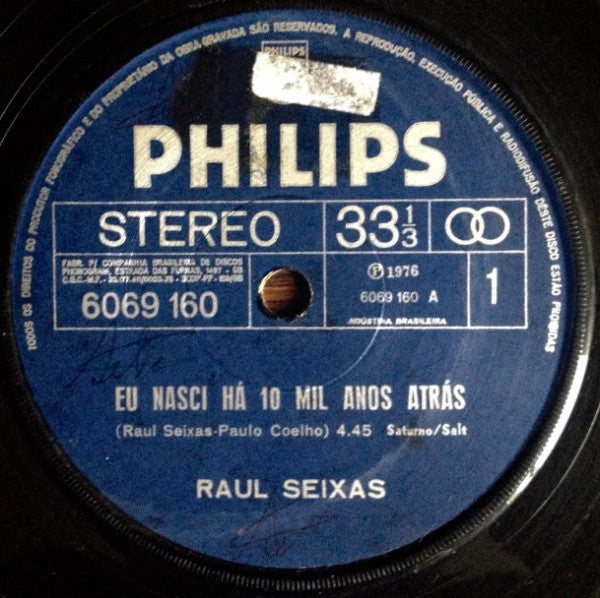 TODOS OS DIREITOS DO PRODUTOR FONOGRÁFICO E DO PROPRIETÁRIO DA OBRA GRAVADA SÃO RESERVADOS. A REPRODUÇÃO, EXECUÇÃO PÚBLICA E RADIODIFUSÃO DESTE DISCO ESTÃO PROIBIDAS
PHILIPS
PHILIPS
STEREO
33 1/3
FABR. P/ COMPANHIA BRASILEIRA DE DISCOS
PHONOGRAM, ESTRADA DAS FURNAS,
6069 160
Ⓟ 1976
6069 160 A
INDÚSTRIA BRASILEIRA
1
EU NASCI HÁ 10 MIL ANOS ATRÁS
(Raul Seixas-Paulo Coelho) 4.45 Saturno/Salt
RAUL SEIXAS